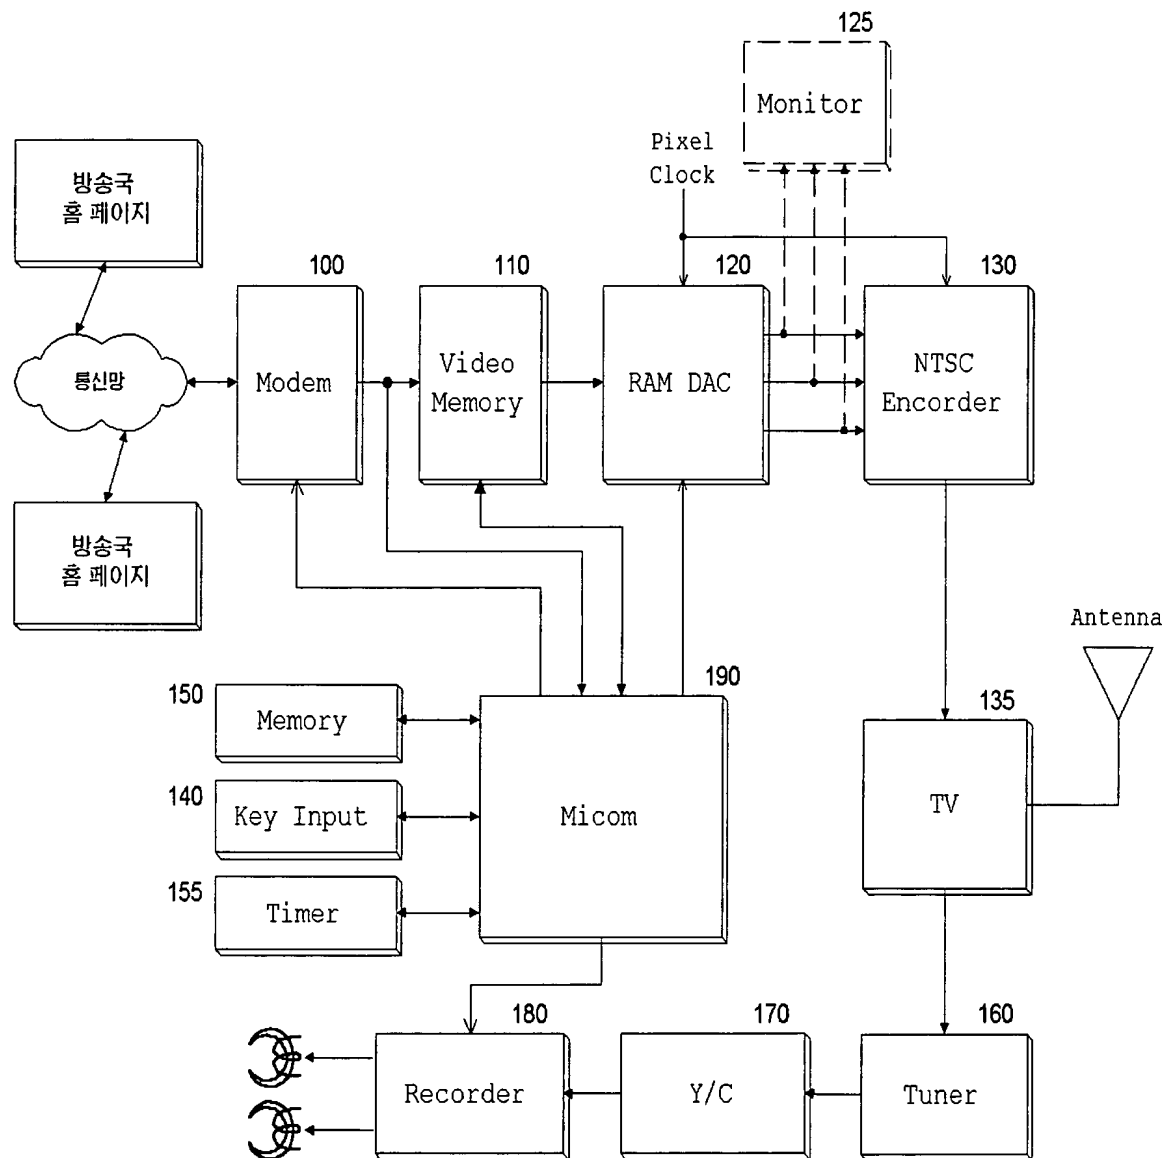 125
Monitor
Pixel
Clock
방송국
홈 페이지
100
110
120
130
통신망
Modem
Video
Memory
RAM DAC
NTSC
Encorder
방송국
홈 페이지
Antenna
190
150
Memory
135
140
Key Input
Micom
TV
155
Timer
180
170
160
Recorder
Y/C
Tuner